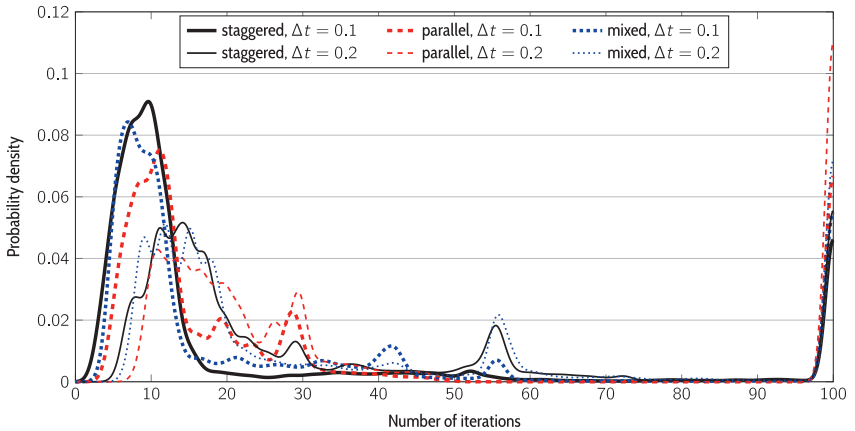 0.12
0.1
0.08
0.06
0.04
0.02
0
Probability density
staggered, Δt = 0.1 parallel, Δt = 0.1 mixed, Δt = 0.1
staggered, Δt = 0.2 parallel, Δt = 0.2 mixed, Δt = 0.2
0 10 20 30 40 50 60 70 80 90 100
Number of iterations